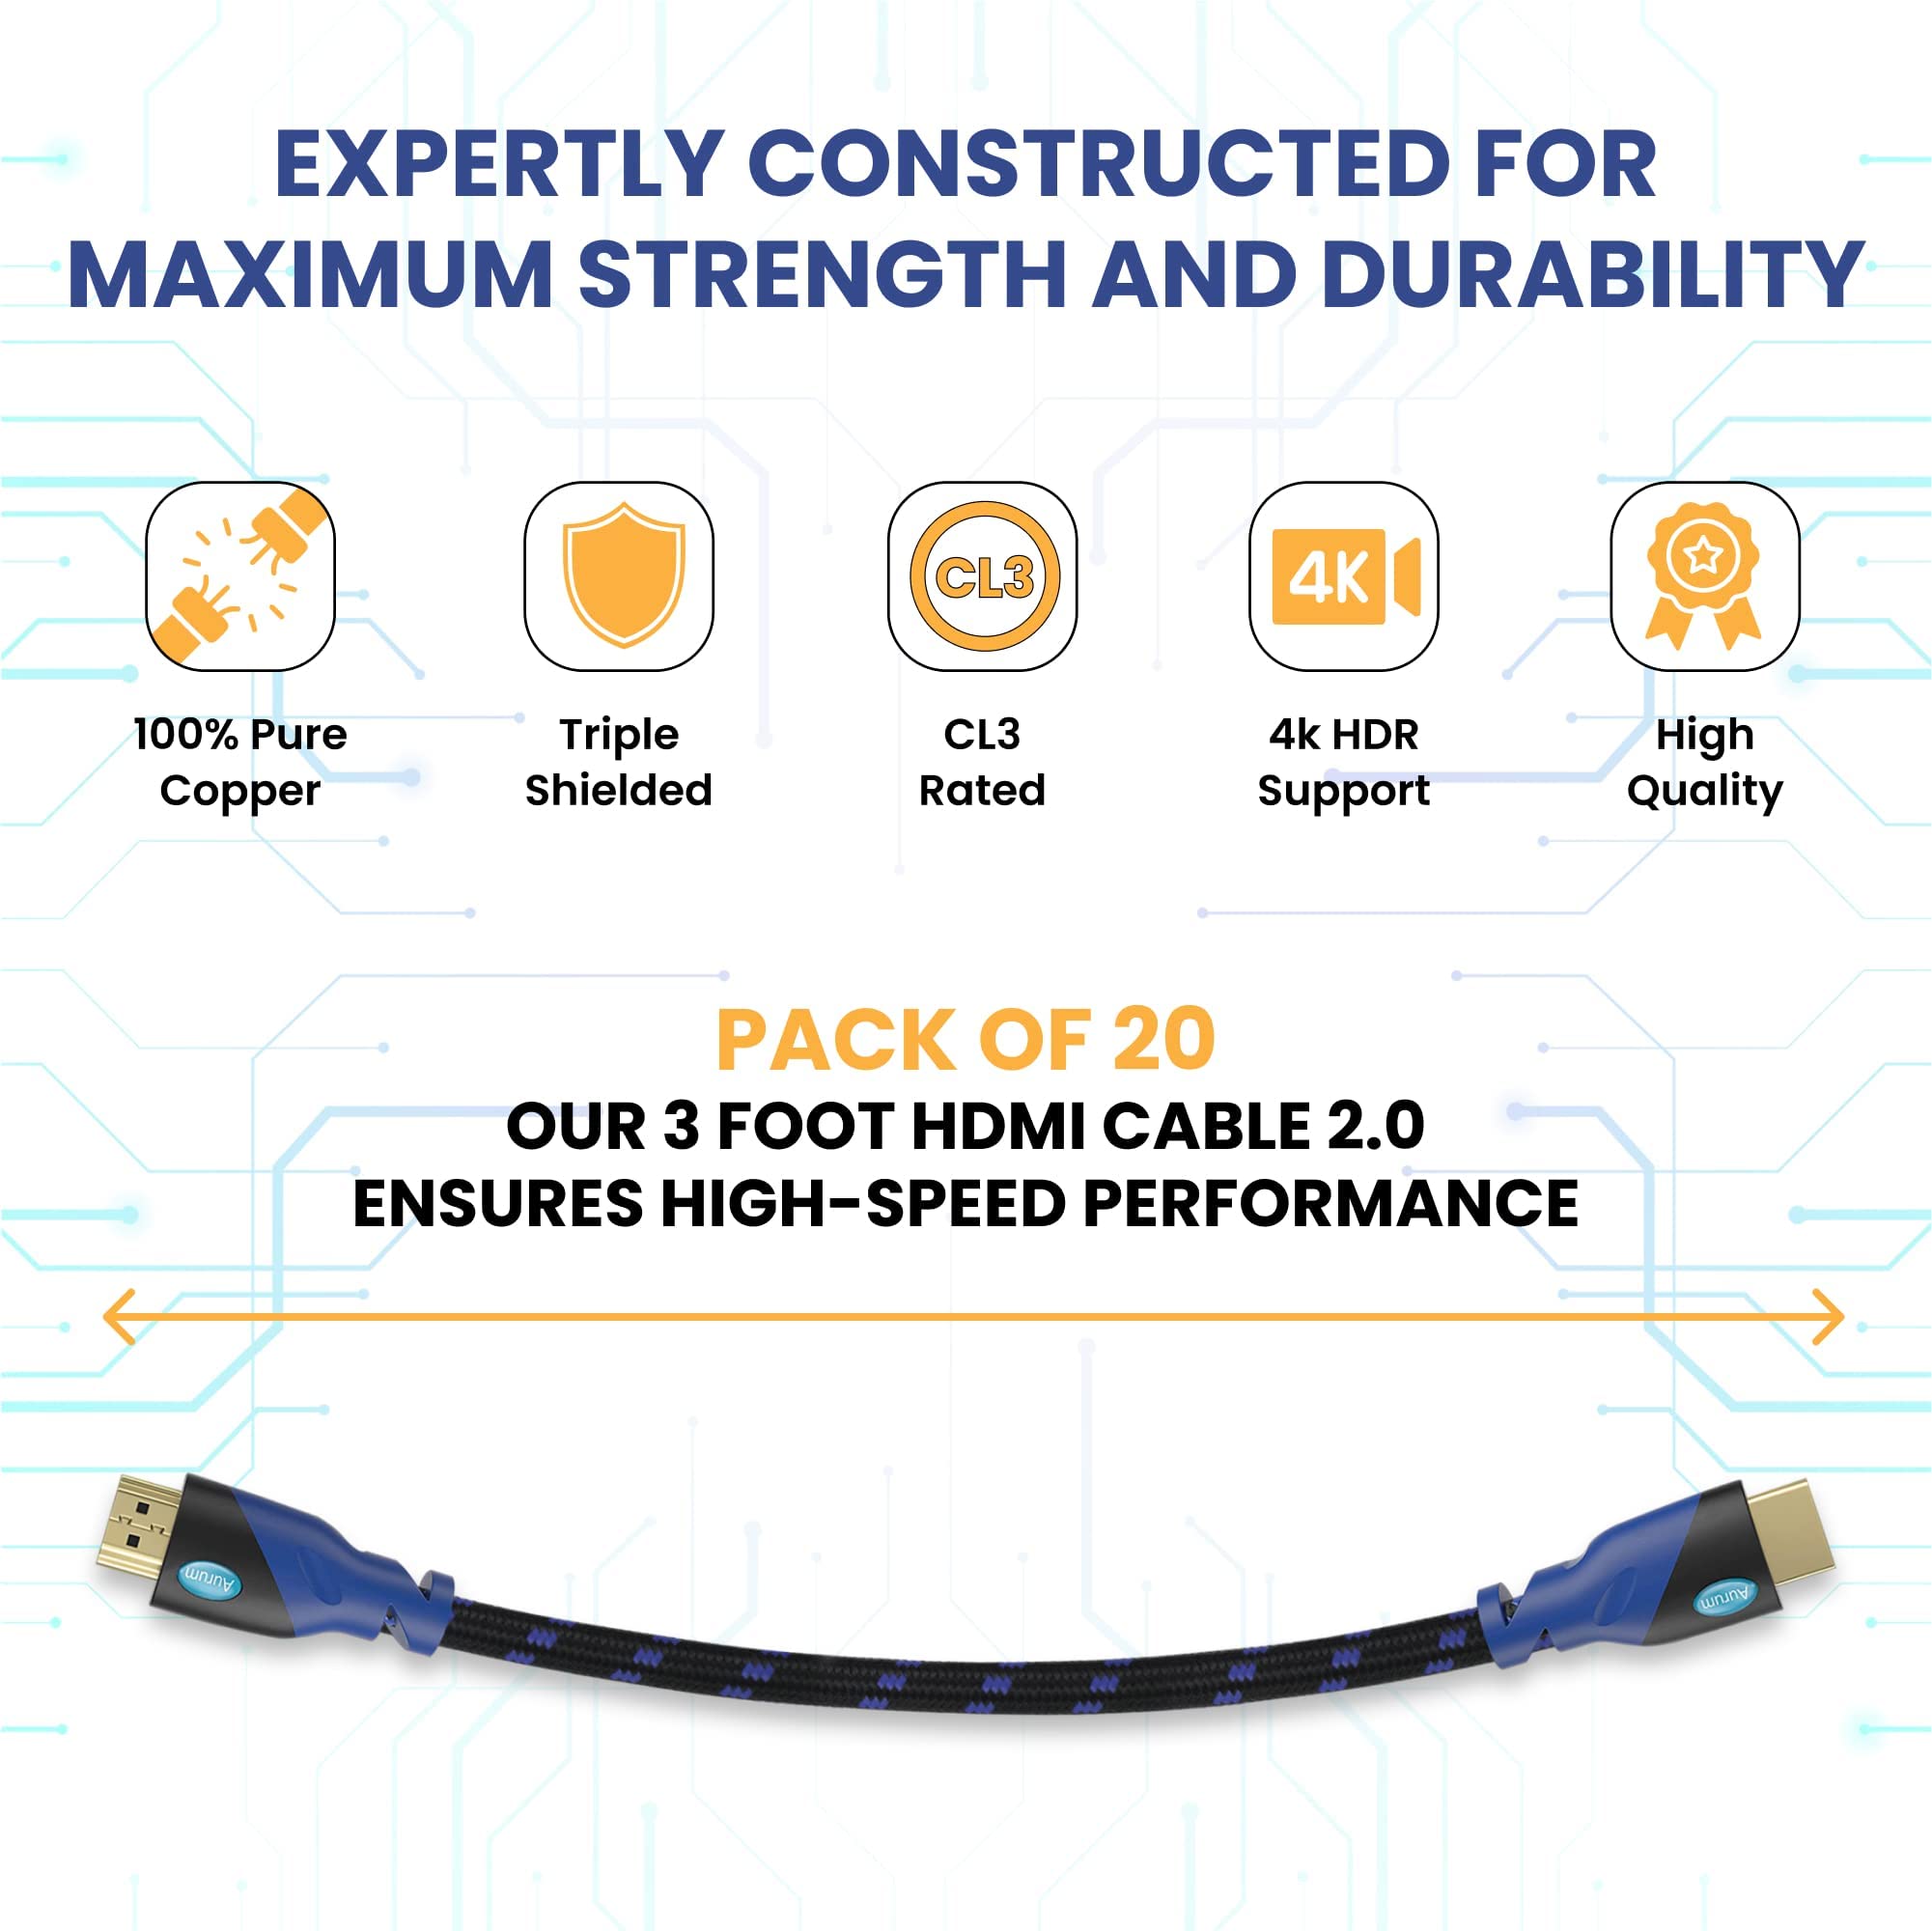 EXPERTLY CONSTRUCTED FOR
MAXIMUM STRENGTH AND DURABILITY
CL3
4K
100% Pure
Copper
Triple
Shielded
CL3
Rated
4k HDR
Support
High
Quality
PACK OF 20
OUR 3 FOOT HDMI CABLE 2.0
ENSURES HIGH-SPEED PERFORMANCE
Aurum
Aurum